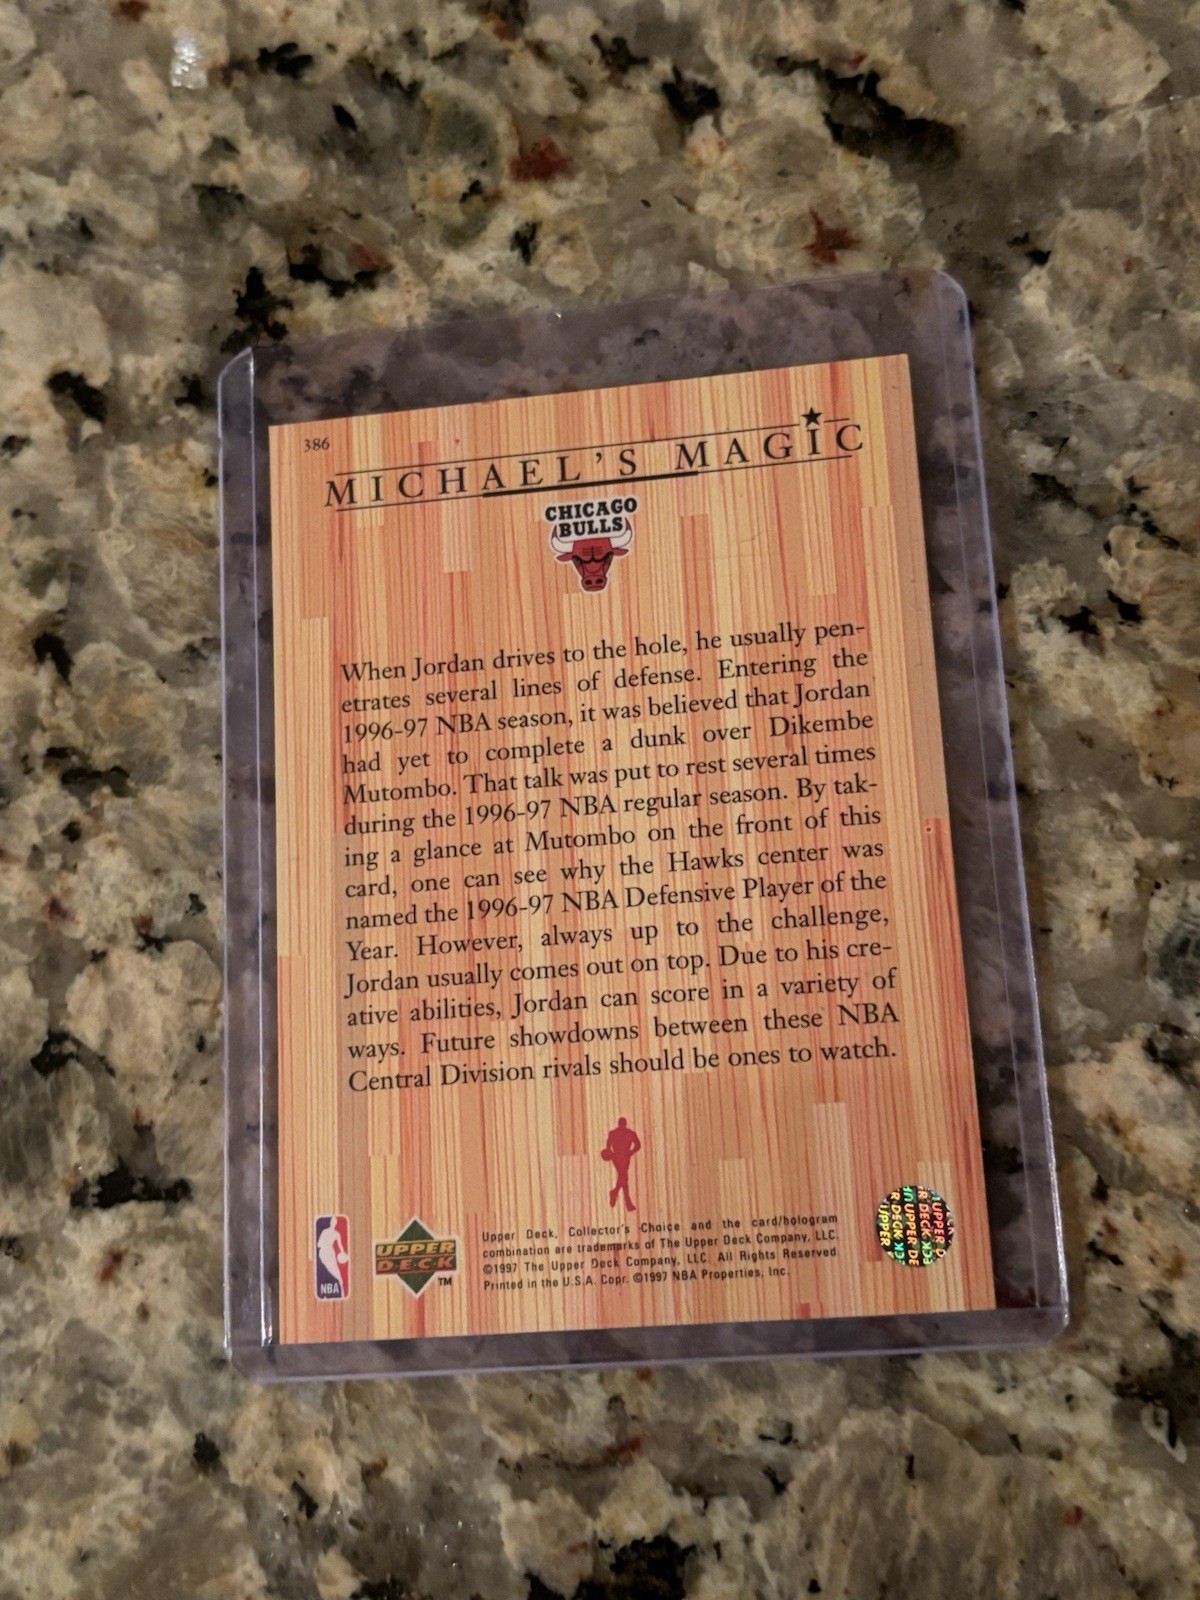 386
MICHAEL'S MAGIC
CHICAGO
BULLS
When Jordan drives to the hole, he usually pen-
etrates several lines of defense. Entering the
1996-97 NBA season, it was believed that Jordan
had yet to complete a dunk over Dikembe
Mutombo. That talk was put to rest several times
during the 1996-97 NBA regular season. By tak-
ing a glance at Mutombo on the front of this
card, one can see why the Hawks center was
named the 1996-97 NBA Defensive Player of the
Year. However, always up to the challenge,
Jordan usually comes out on top. Due to his cre-
ative abilities, Jordan can score in a variety of
ways. Future showdowns between these NBA
Central Division rivals should be ones to watch.
NBA
UPPER
DECK
TM
Upper Deck, Collector's Choice and the card/hologram
combination are trademarks of The Upper Deck Company, LLC.
©1997 The Upper Deck Company, LLC. All Rights Reserved.
Printed in the U.S.A. Copr. ©1997 NBA Properties, Inc.
UPPER DECK